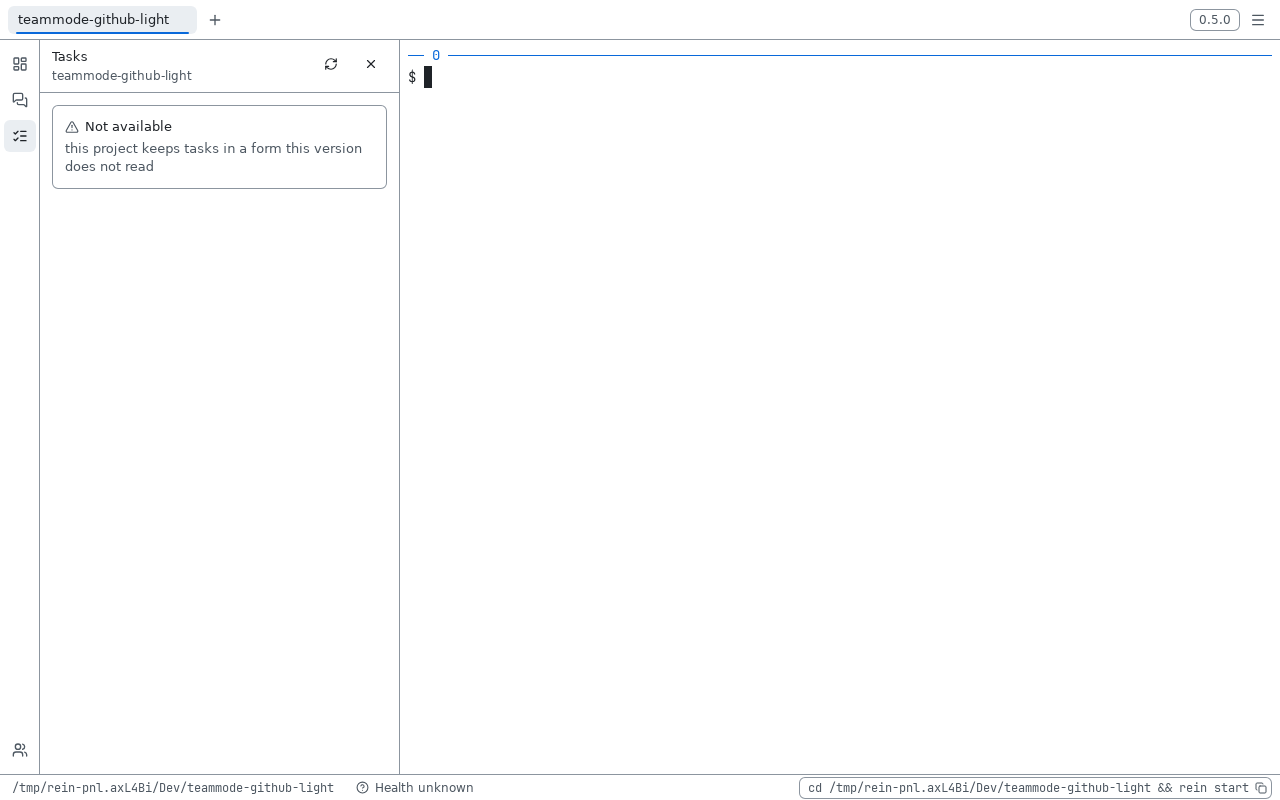 teammode-github-light
0.5.0
Tasks
teammode-github-light
Not available
this project keeps tasks in a form this version
does not read
0
$
/tmp/rein-pnl.axL4Bi/Dev/teammode-github-light
Health unknown
cd /tmp/rein-pnl.axL4Bi/Dev/teammode-github-light && rein start